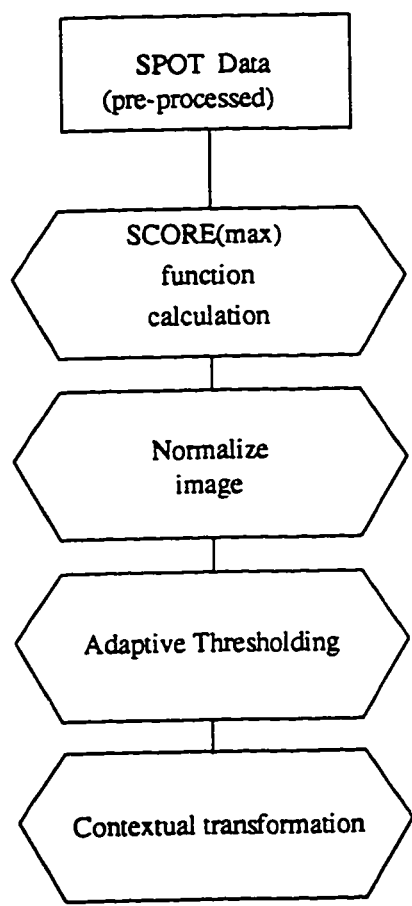 SPOT Data
(pre-processed)
SCORE(max)
function
calculation
Normalize
image
Adaptive Thresholding
Contextual transformation